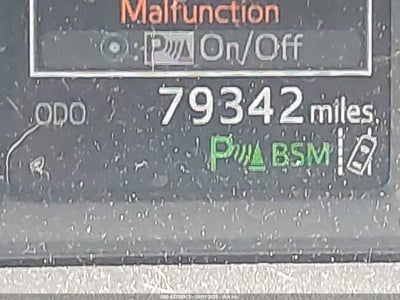 Malfunction
: P On/Off
ODO 79342 miles
P BSM